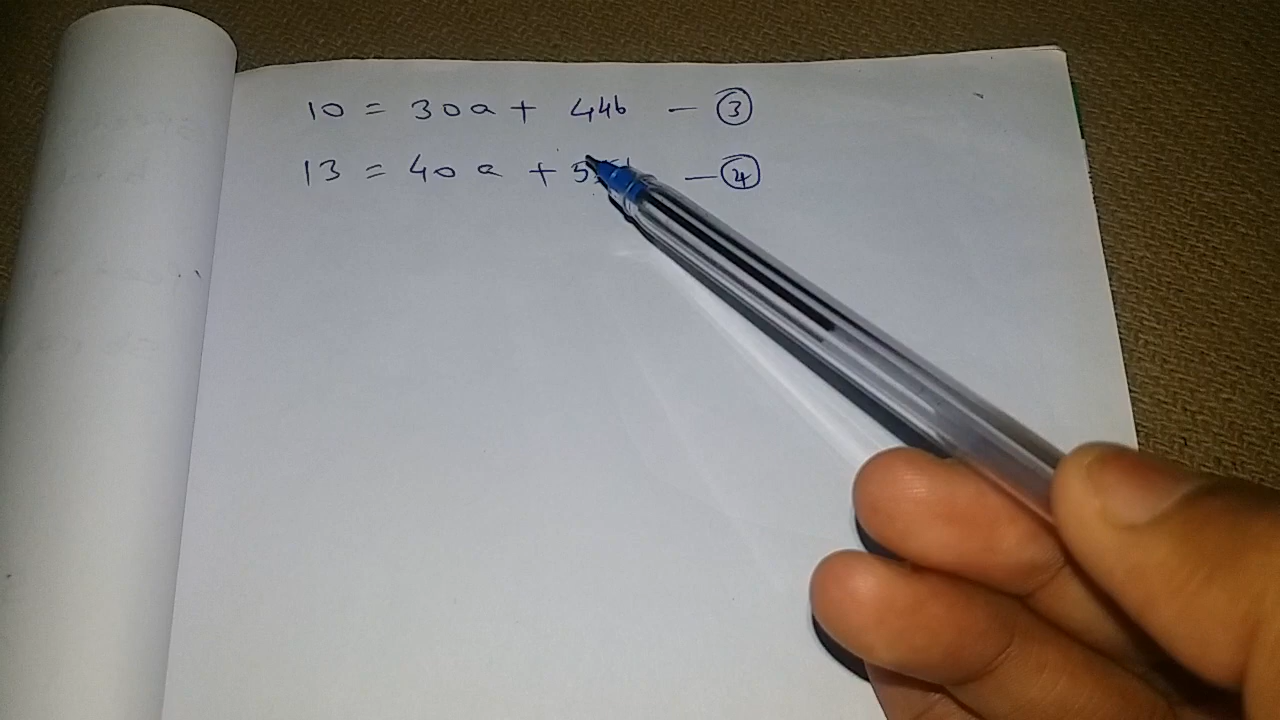 10 = 30a + 44b - ③
13 = 40a + - ④